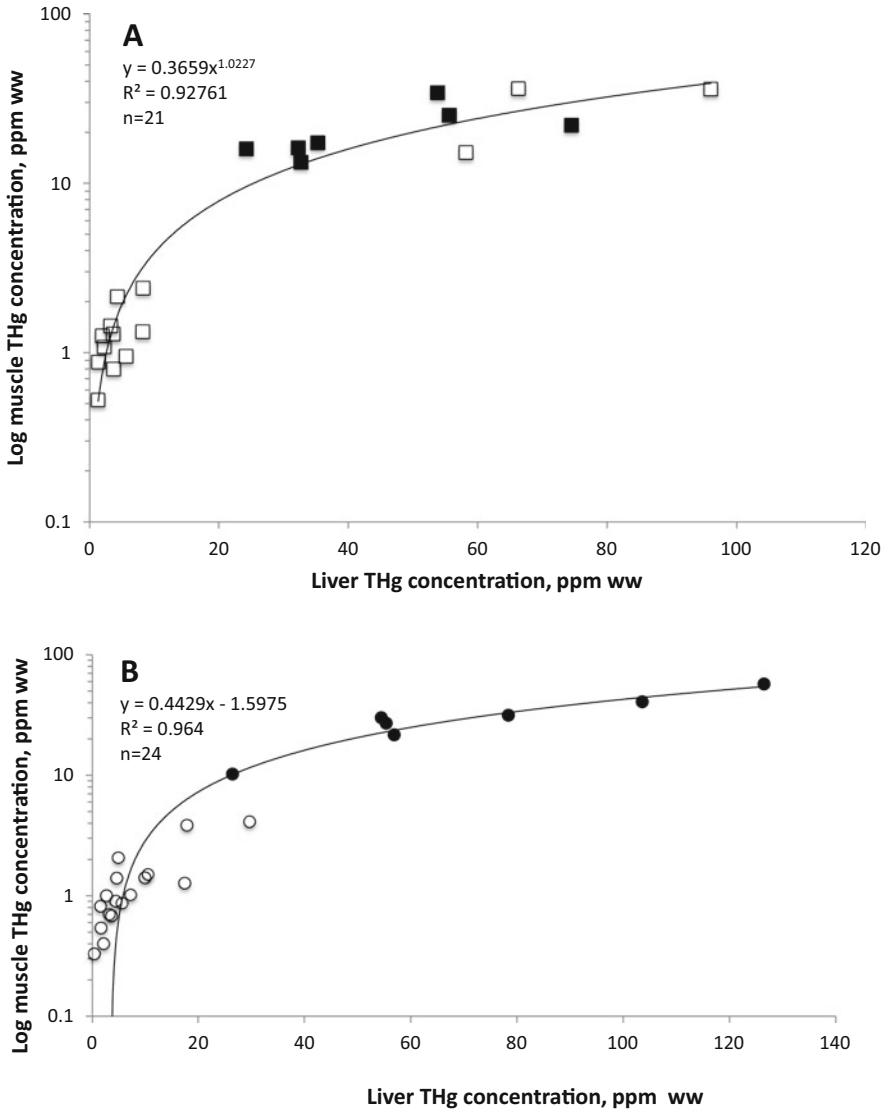 100
A
y = 0.3659x^1.0227
R² = 0.92761
n=21
10
1
0.1
0 20 40 60 80 100 120
Log muscle THg concentration, ppm ww
Liver THg concentration, ppm ww
100
B
y = 0.4429x - 1.5975
R² = 0.964
n=24
10
1
0.1
0 20 40 60 80 100 120 140
Log muscle THg concentration, ppm ww
Liver THg concentration, ppm ww